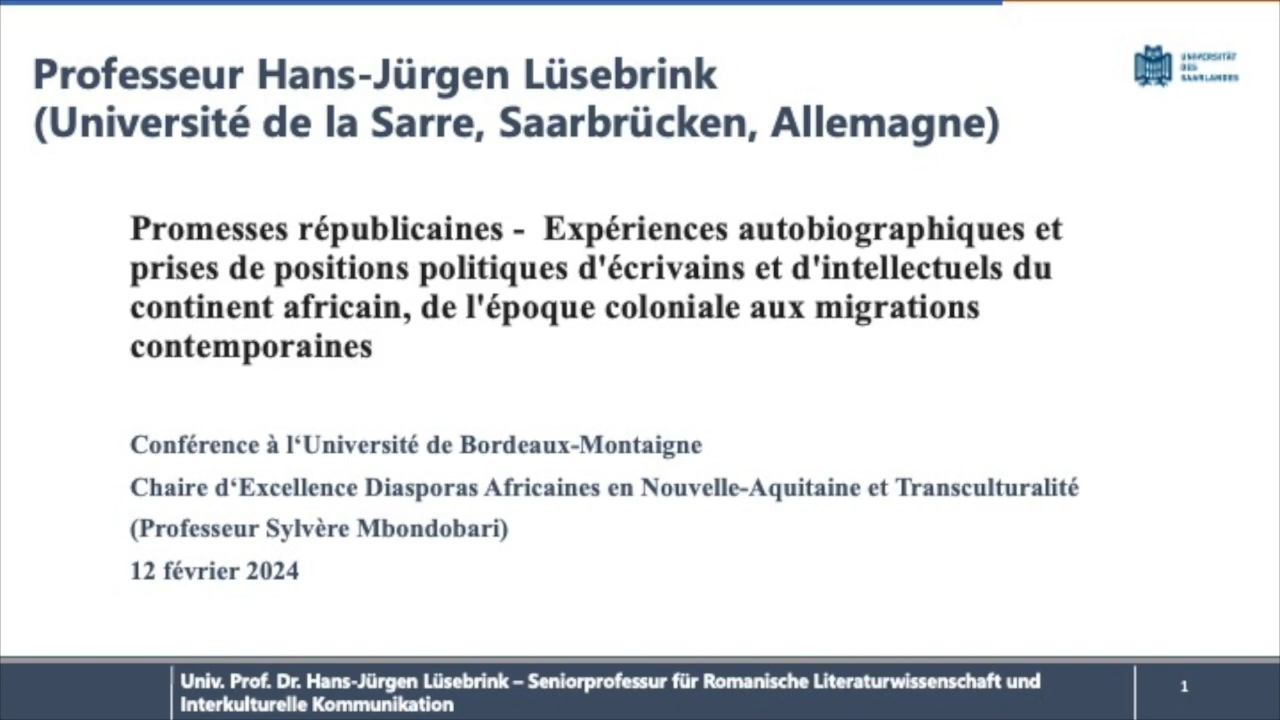 Professeur Hans-Jürgen Lüsebrink
(Université de la Sarre, Saarbrücken, Allemagne)
UNIVERSITÄT
DES
SAARLANDES
Promesses républicaines - Expériences autobiographiques et
prises de positions politiques d'écrivains et d'intellectuels du
continent africain, de l'époque coloniale aux migrations
contemporaines
Conférence à l‘Université de Bordeaux-Montaigne
Chaire d‘Excellence Diasporas Africaines en Nouvelle-Aquitaine et Transculturalité
(Professeur Sylvère Mbondobari)
12 février 2024
Univ. Prof. Dr. Hans-Jürgen Lüsebrink – Seniorprofessur für Romanische Literaturwissenschaft und
Interkulturelle Kommunikation
1